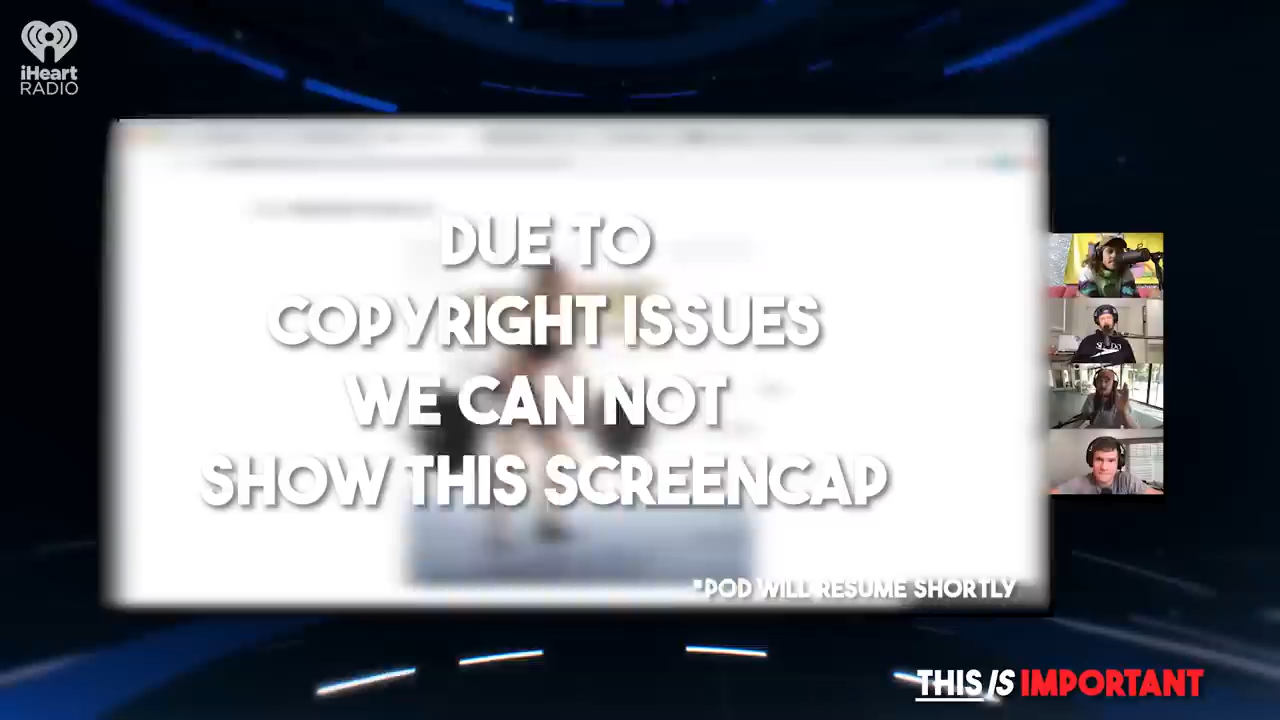 iHeart
RADIO
DUE TO
COPYRIGHT ISSUES
WE CAN NOT
SHOW THIS SCREENCAP
*POD WILL RESUME SHORTLY
THIS IS IMPORTANT